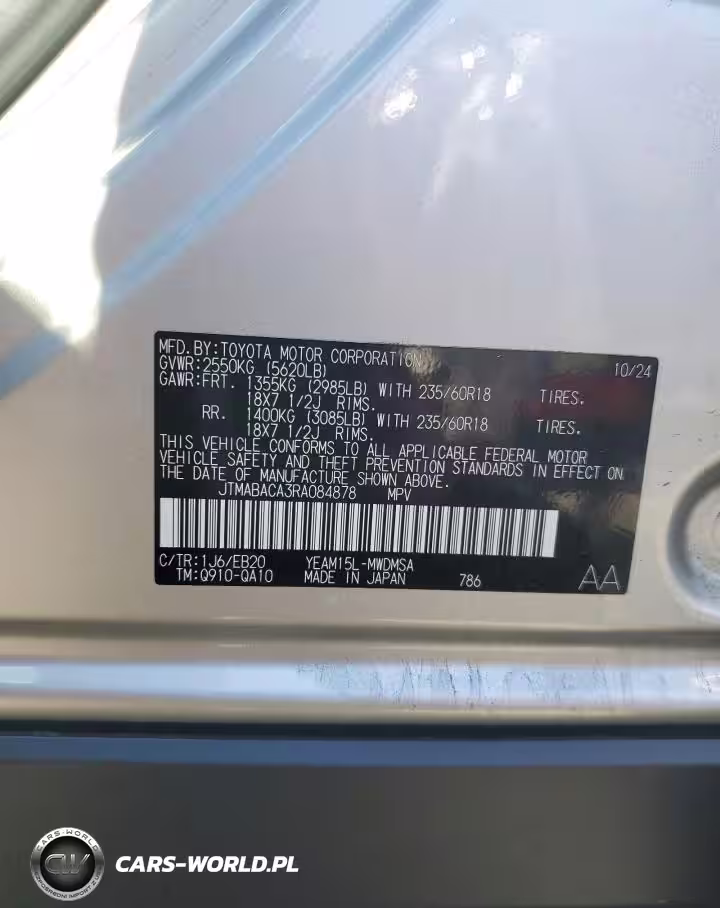 MFD.BY:TOYOTA MOTOR CORPORATION 10/24
GVWR:2550KG (5620LB)
GAWR:FRT. 1355KG (2985LB) WITH 235/60R18 TIRES.
18X7 1/2J RIMS.
RR. 1400KG (3085LB) WITH 235/60R18 TIRES.
18X7 1/2J RIMS.
THIS VEHICLE CONFORMS TO ALL APPLICABLE FEDERAL MOTOR
VEHICLE SAFETY AND THEFT PREVENTION STANDARDS IN EFFECT ON
THE DATE OF MANUFACTURE SHOWN ABOVE.
JTMABACA3RA084878 MPV
C/TR:1J6/EB20 YEAM15L-MWDMSA
TM:Q910-QA10 MADE IN JAPAN 786 AA
CARS-WORLD
CW
CARS-WORLD.PL